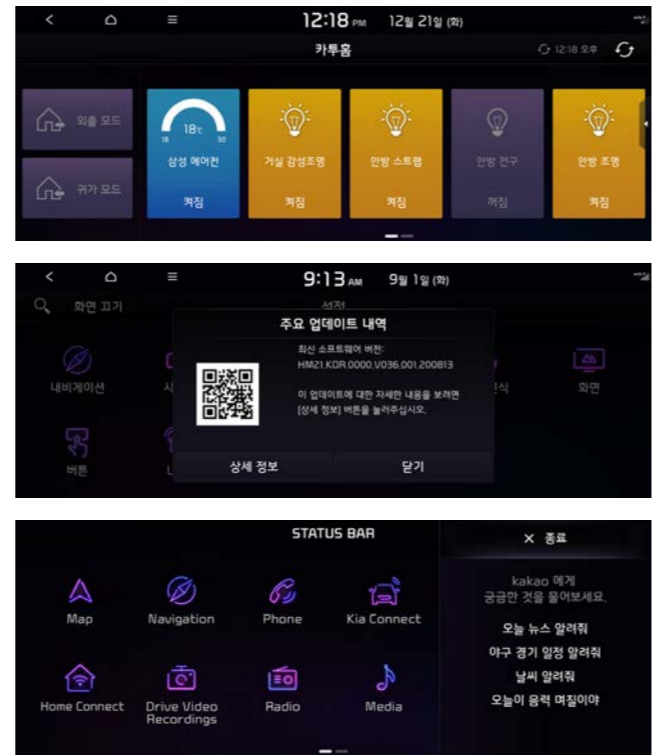 12:18 PM 12월 21일 (화)
카투홈
12:18 오후
외출 모드
귀가 모드
18℃
18 30
삼성 에어컨
켜짐
거실 감성조명
켜짐
안방 스트랩
켜짐
안방 전구
꺼짐
안방 조명
켜짐
9:13 AM 9월 1일 (화)
화면 끄기
설정
주요 업데이트 내역
최신 소프트웨어 버전:
HM21.KOR.0000.V036.001.200813
이 업데이트에 대한 자세한 내용을 보려면
[상세 정보] 버튼을 눌러주십시오.
상세 정보
닫기
내비게이션
화면
버튼
STATUS BAR
Map
Navigation
Phone
Kia Connect
Home Connect
Drive Video
Recordings
Radio
Media
종료
kakao 에게
궁금한 것을 물어보세요.
오늘 뉴스 알려줘
야구 경기 일정 알려줘
날씨 알려줘
오늘이 음력 며칠이야